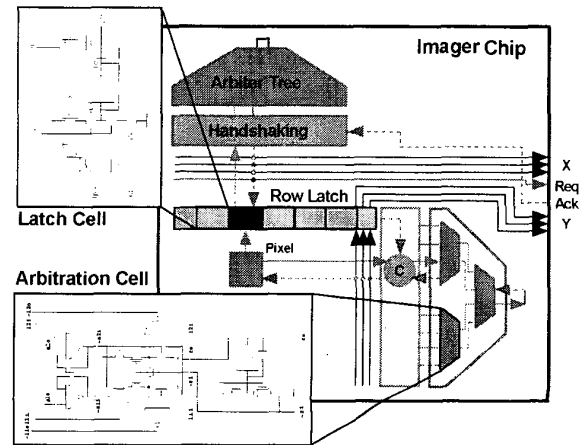 Imager Chip
Arbiter Tree
Handshaking
X
Req
Ack
Y
Row Latch
Latch Cell
Pixel
C
Arbitration Cell